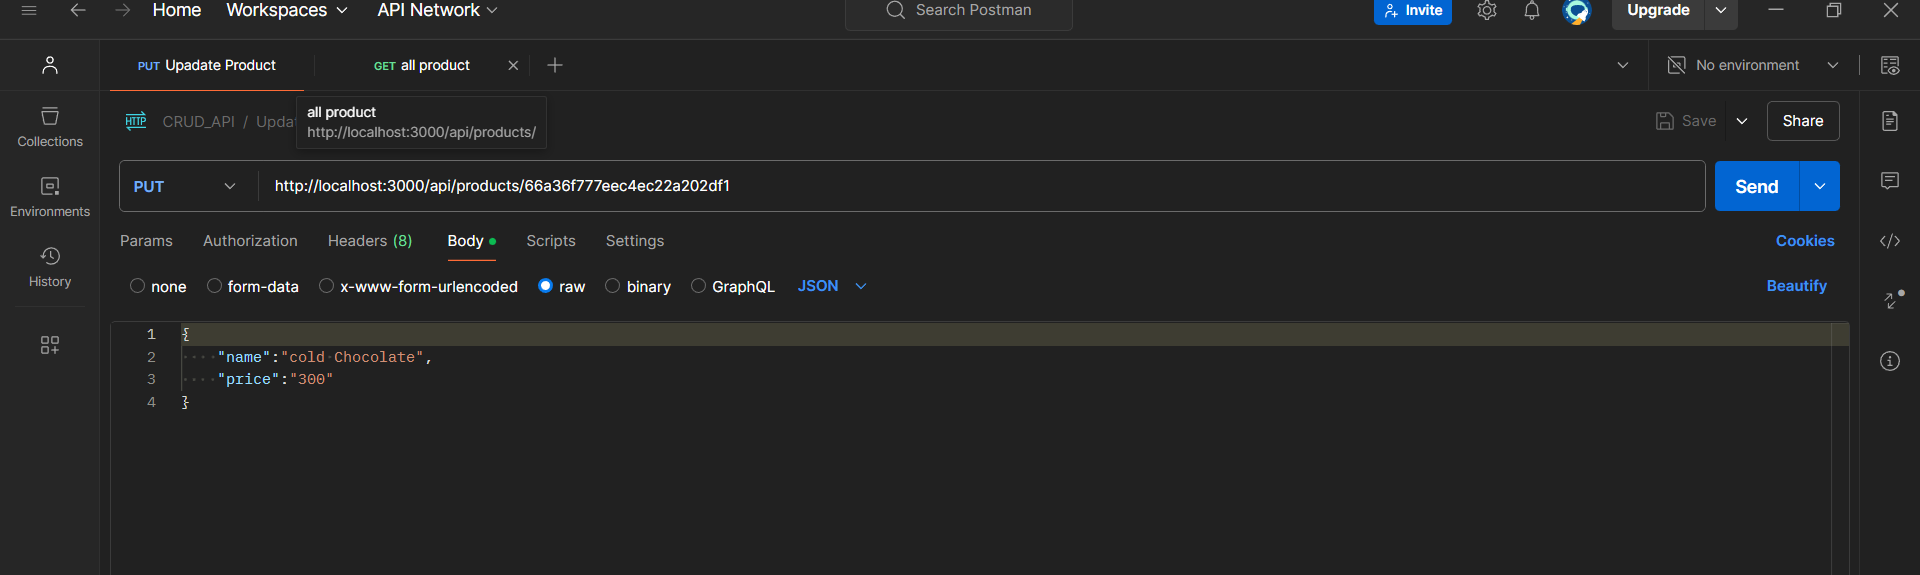 Home Workspaces API Network Search Postman Invite Upgrade
PUT Upadate Product GET all product No environment
CRUD_API / Updat
all product
http://localhost:3000/api/products/
Save Share
PUT http://localhost:3000/api/products/66a36f777eec4ec22a202df1 Send
Params Authorization Headers (8) Body Scripts Settings Cookies
none form-data x-www-form-urlencoded raw binary GraphQL JSON Beautify
Collections
Environments
History
1 {
2 "name":"cold Chocolate",
3 "price":"300"
4 }